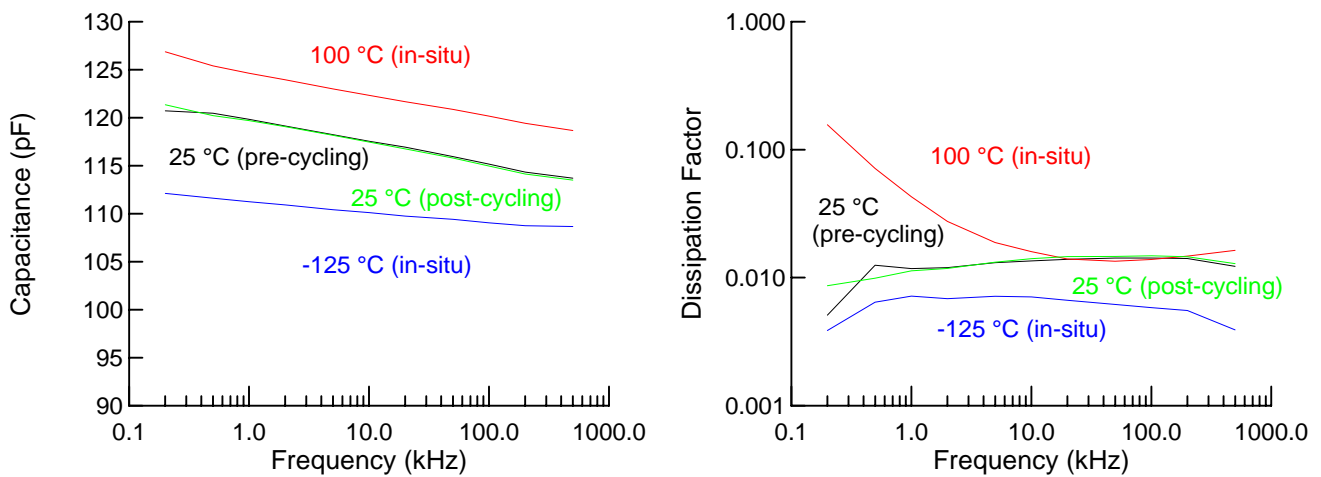 130
125
120
115
110
105
100
95
90
Capacitance (pF)
100 °C (in-situ)
25 °C (pre-cycling)
25 °C (post-cycling)
-125 °C (in-situ)
0.1
1.0
10.0
100.0
1000.0
Frequency (kHz)
1.000
0.100
0.010
0.001
Dissipation Factor
100 °C (in-situ)
25 °C
(pre-cycling)
25 °C (post-cycling)
-125 °C (in-situ)
0.1
1.0
10.0
100.0
1000.0
Frequency (kHz)